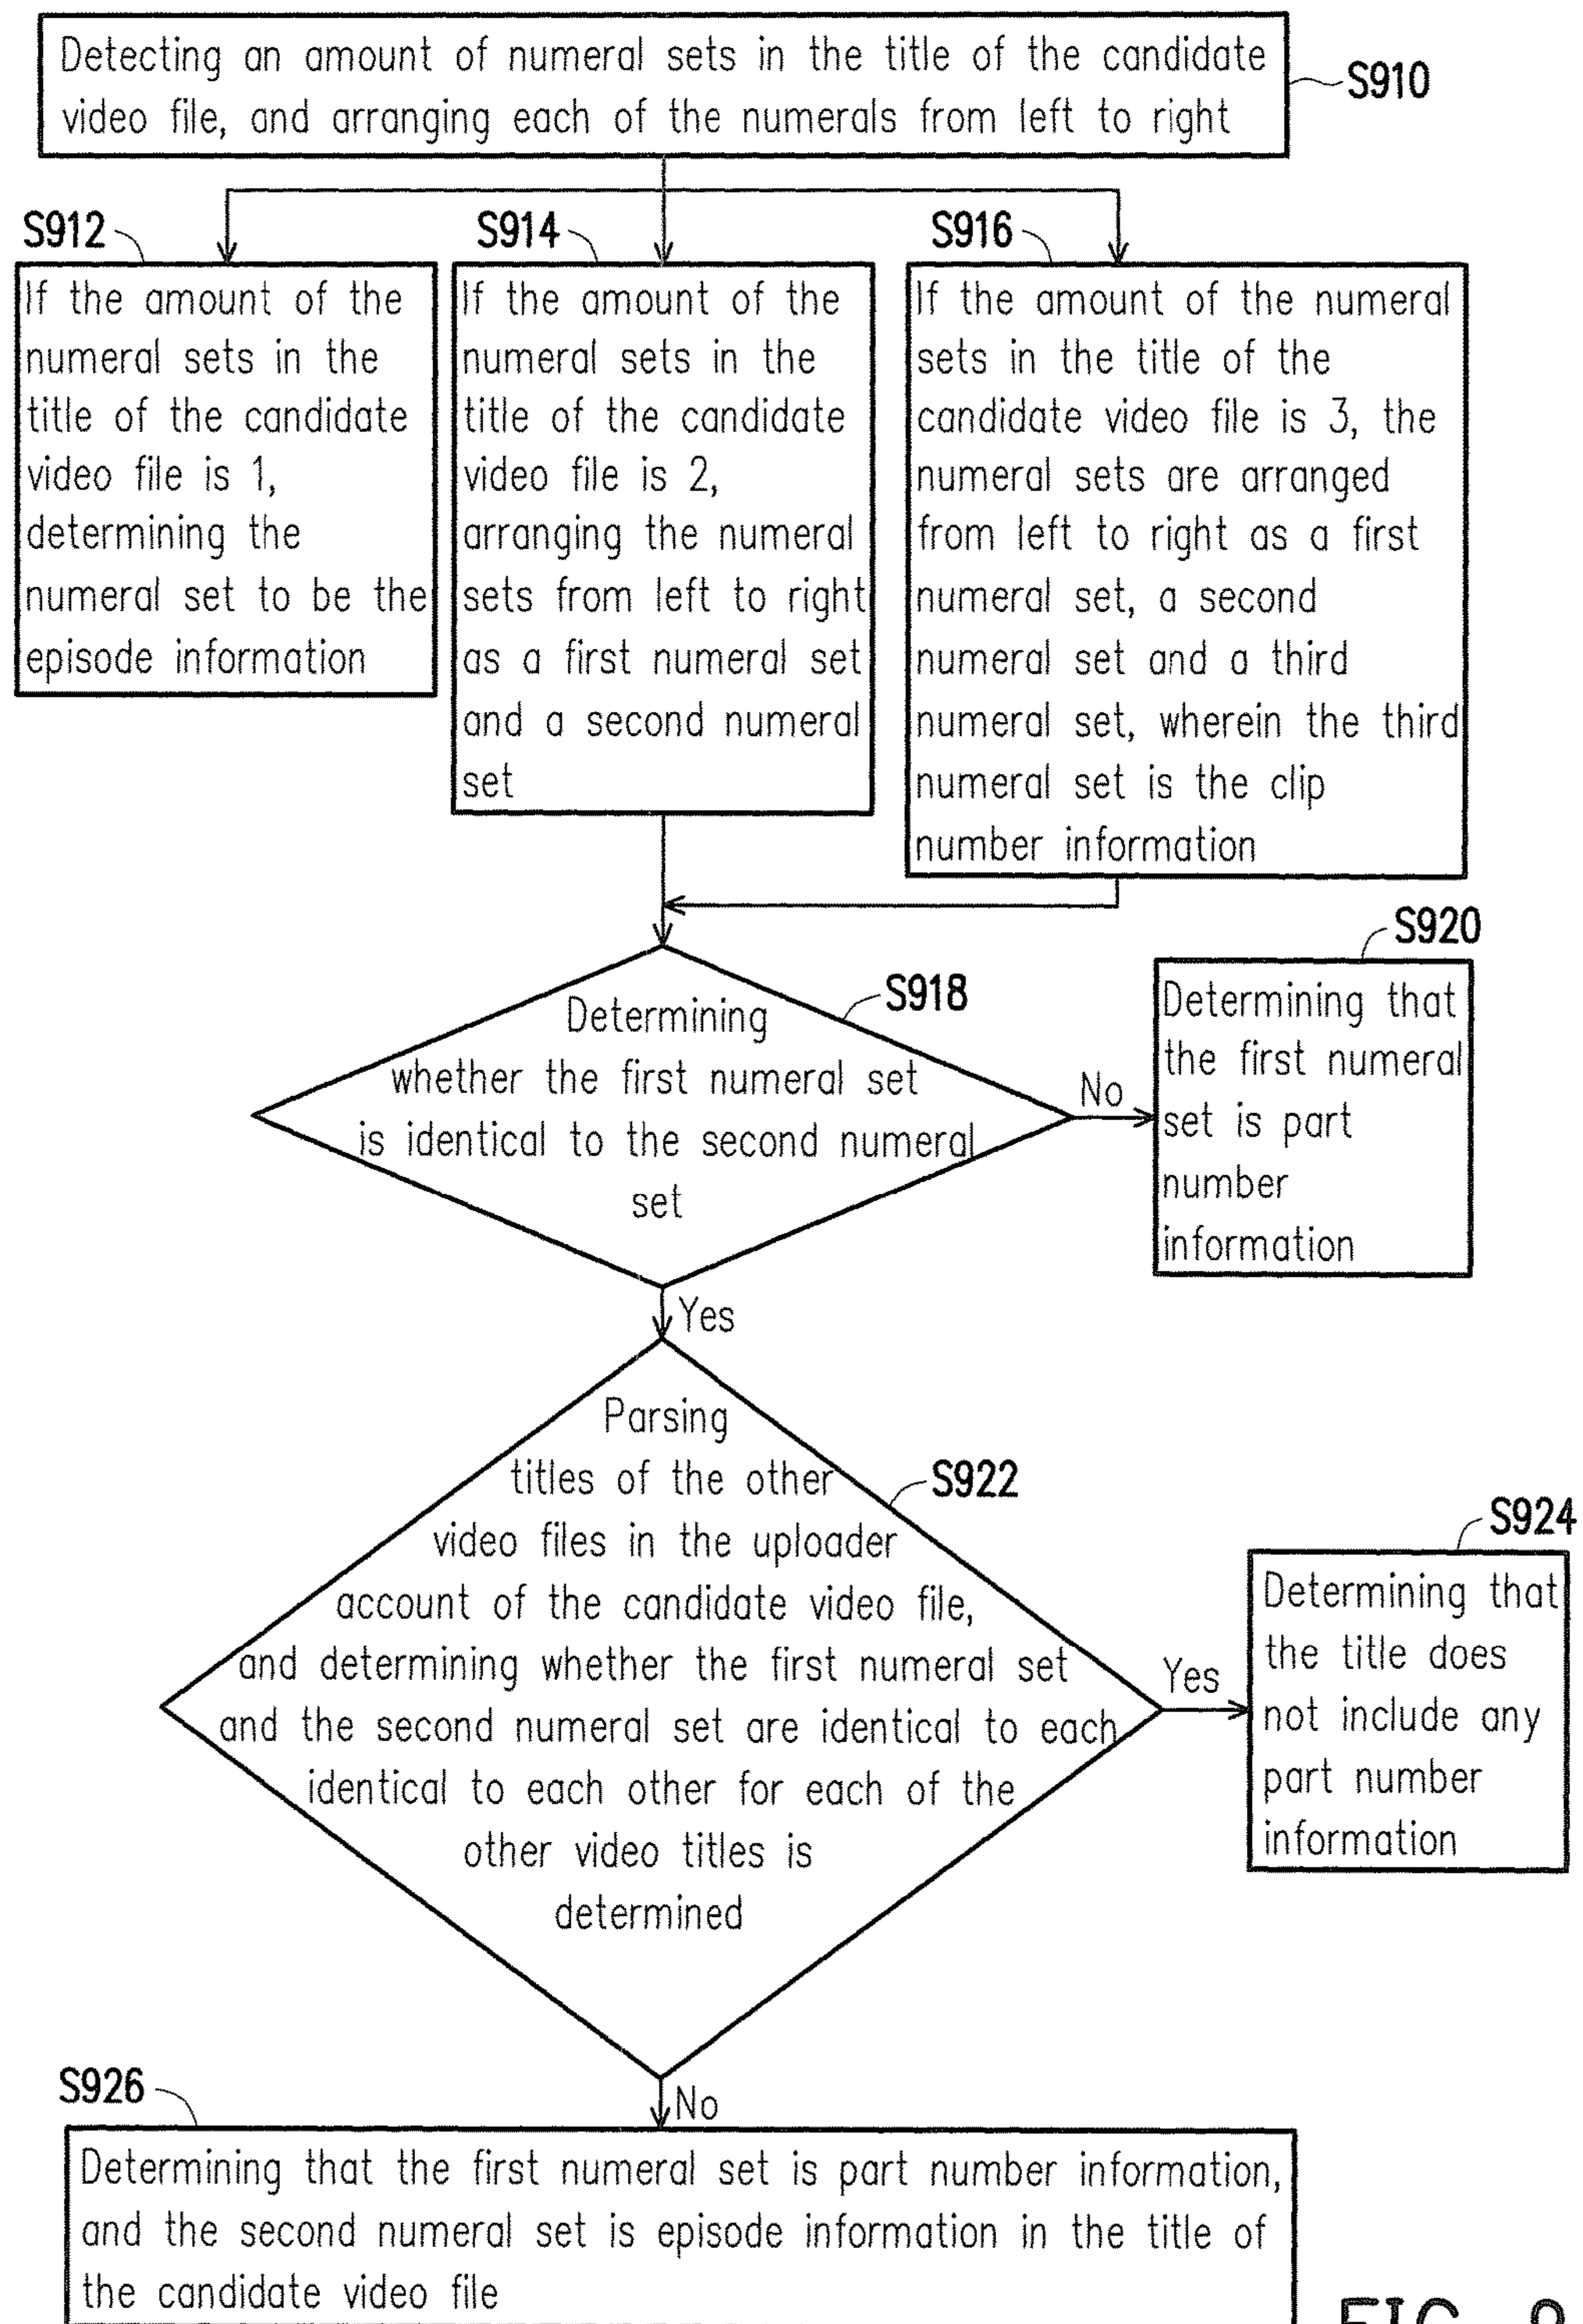 Detecting an amount of numeral sets in the title of the candidate
video file, and arranging each of the numerals from left to right
S910
S912
If the amount of the
numeral sets in the
title of the candidate
video file is 1,
determining the
numeral set to be the
episode information
S914
If the amount of the
numeral sets in the
title of the candidate
video file is 2,
arranging the numeral
sets from left to right
as a first numeral set
and a second numeral
set
S916
If the amount of the numeral
sets in the title of the
candidate video file is 3, the
numeral sets are arranged
from left to right as a first
numeral set, a second
numeral set and a third
numeral set, wherein the third
numeral set is the clip
number information
S918
Determining
whether the first numeral set
is identical to the second numeral
set
No
S920
Determining that
the first numeral
set is part
number
information
Yes
S922
Parsing
titles of the other
video files in the uploader
account of the candidate video file,
and determining whether the first numeral set
and the second numeral set are identical to each
identical to each other for each of the
other video titles is
determined
Yes
S924
Determining that
the title does
not include any
part number
information
No
S926
Determining that the first numeral set is part number information,
and the second numeral set is episode information in the title of
the candidate video file